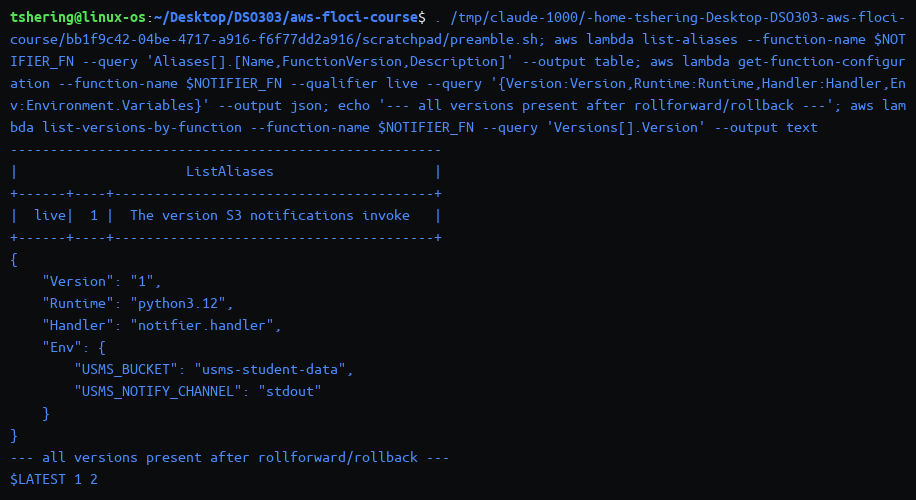 tshering@linux-os:~/Desktop/DSO303/aws-floci-course$ . /tmp/claude-1000/-home-tshering-Desktop-DSO303-aws-floci-
course/bb1f9c42-04be-4717-a916-f6f77dd2a916/scratchpad/preamble.sh; aws lambda list-aliases --function-name $NOT
IFIER_FN --query 'Aliases[].[Name,FunctionVersion,Description]' --output table; aws lambda get-function-configur
ation --function-name $NOTIFIER_FN --qualifier live --query '{Version:Version,Runtime:Runtime,Handler:Handler,En
v:Environment.Variables}' --output json; echo '--- all versions present after rollforward/rollback ---'; aws lam
bda list-versions-by-function --function-name $NOTIFIER_FN --query 'Versions[].Version' --output text
------------------------------------------------------
|                     ListAliases                    |
+------+----+----------------------------------------+
|  live|  1 |  The version S3 notifications invoke   |
+------+----+----------------------------------------+
{
    "Version": "1",
    "Runtime": "python3.12",
    "Handler": "notifier.handler",
    "Env": {
        "USMS_BUCKET": "usms-student-data",
        "USMS_NOTIFY_CHANNEL": "stdout"
    }
}
--- all versions present after rollforward/rollback ---
$LATEST 1 2